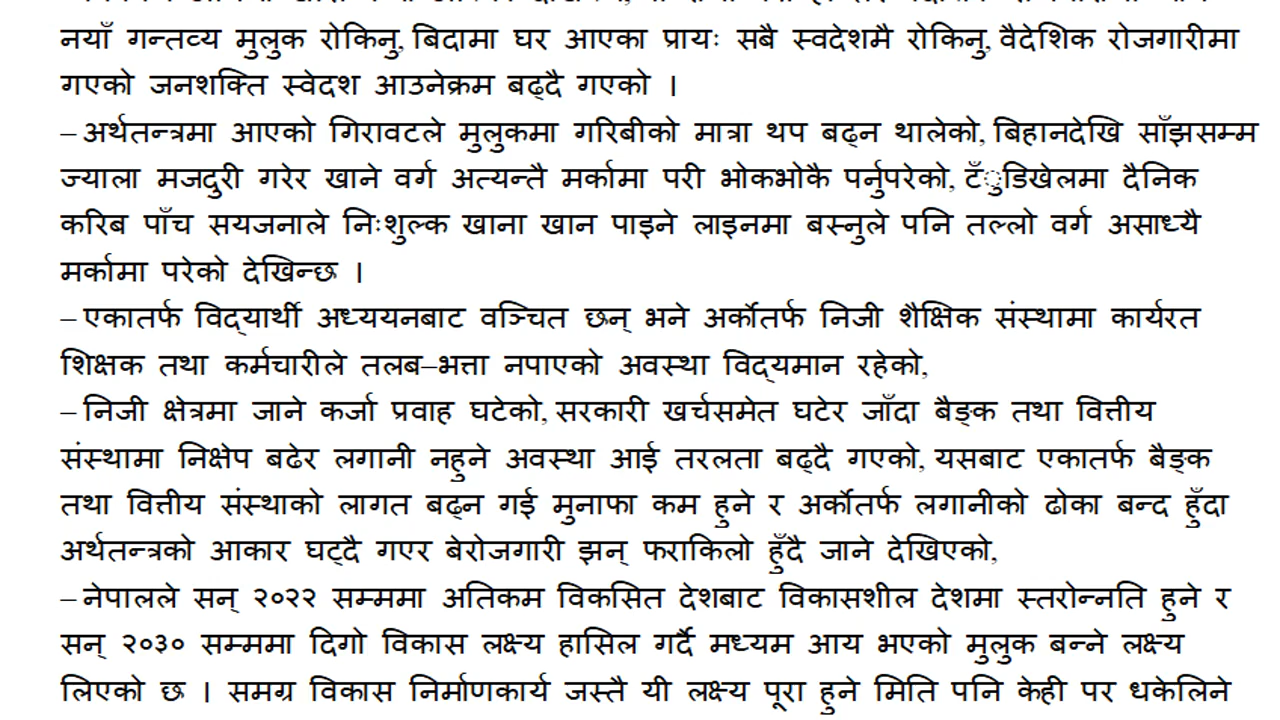 नयाँ गन्तव्य मुलुक रोकिनु, बिदामा घर आएका प्रायः सबै स्वदेशमै रोकिनु, वैदेशिक रोजगारीमा
गएको जनशक्ति स्वेदश आउनेक्रम बढ्दै गएको ।
– अर्थतन्त्रमा आएको गिरावटले मुलुकमा गरिबीको मात्रा थप बढ्न थालेको, बिहानदेखि साँझसम्म
ज्याला मजदुरी गरेर खाने वर्ग अत्यन्तै मर्कामा परी भोकभोकै पर्नुपरेको, टँुडिखेलमा दैनिक
करिब पाँच सयजनाले निःशुल्क खाना खान पाइने लाइनमा बस्नुले पनि तल्लो वर्ग असाध्यै
मर्कामा परेको देखिन्छ ।
– एकातर्फ विद्यार्थी अध्ययनबाट वञ्चित छन् भने अर्कोतर्फ निजी शैक्षिक संस्थामा कार्यरत
शिक्षक तथा कर्मचारीले तलब–भत्ता नपाएको अवस्था विद्यमान रहेको,
– निजी क्षेत्रमा जाने कर्जा प्रवाह घटेको, सरकारी खर्चसमेत घटेर जाँदा बैङ्क तथा वित्तीय
संस्थामा निक्षेप बढेर लगानी नहुने अवस्था आई तरलता बढ्दै गएको, यसबाट एकातर्फ बैङ्क
तथा वित्तीय संस्थाको लागत बढ्न गई मुनाफा कम हुने र अर्कोतर्फ लगानीको ढोका बन्द हुँदा
अर्थतन्त्रको आकार घट्दै गएर बेरोजगारी झन् फराकिलो हुँदै जाने देखिएको,
– नेपालले सन् २०२२ सम्ममा अतिकम विकसित देशबाट विकासशील देशमा स्तरोन्नति हुने र
सन् २०३० सम्ममा दिगो विकास लक्ष्य हासिल गर्दै मध्यम आय भएको मुलुक बन्ने लक्ष्य
लिएको छ । समग्र विकास निर्माणकार्य जस्तै यी लक्ष्य पूरा हुने मिति पनि केही पर धकेलिने